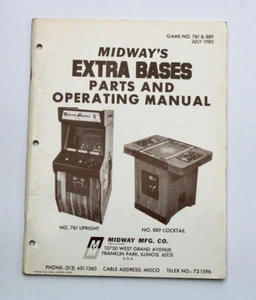 GAME NO. 761 & 889
JULY 1980
MIDWAY'S
EXTRA BASES
PARTS AND
OPERATING MANUAL
Extra Bases
NO. 761 UPRIGHT
NO. 889 COCKTAIL
M
MIDWAY MFG. CO.
10750 WEST GRAND AVENUE
FRANKLIN PARK, ILLINOIS 60131
U.S.A.
PHONE: (312) 451-1360 CABLE ADDRESS: MIDCO TELEX NO.: 72-1596